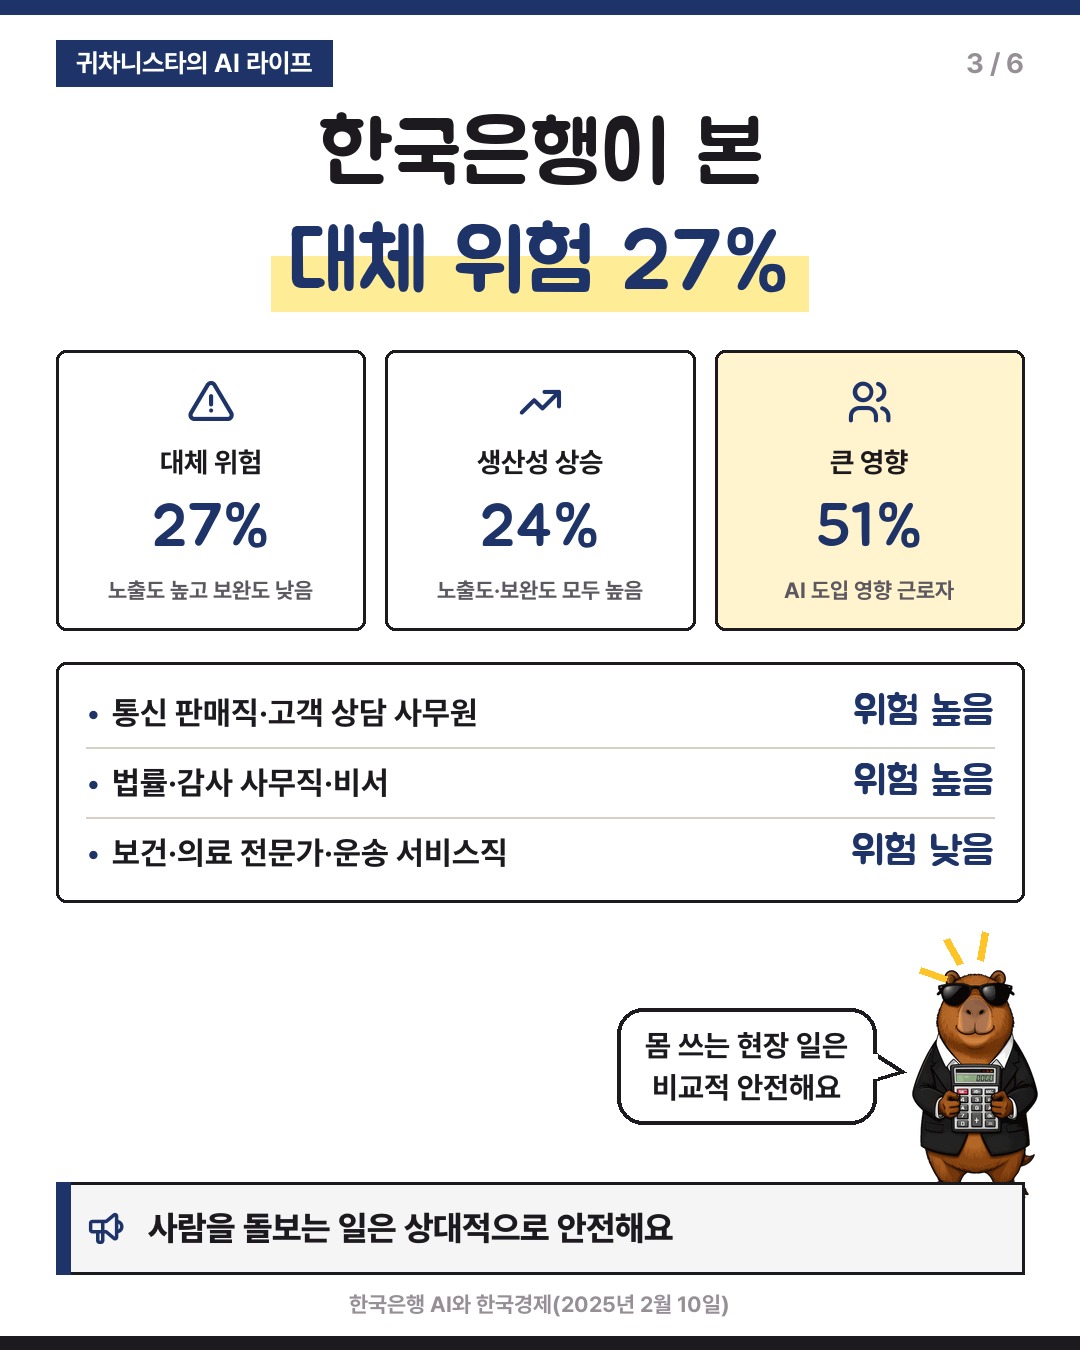 귀차니스타의 AI 라이프
3 / 6
한국은행이 본
대체 위험 27%
대체 위험
27%
노출도 높고 보완도 낮음
생산성 상승
24%
노출도·보완도 모두 높음
큰 영향
51%
AI 도입 영향 근로자
• 통신 판매직·고객 상담 사무원 위험 높음
• 법률·감사 사무직·비서 위험 높음
• 보건·의료 전문가·운송 서비스직 위험 낮음
몸 쓰는 현장 일은
비교적 안전해요
사람을 돌보는 일은 상대적으로 안전해요
한국은행 AI와 한국경제(2025년 2월 10일)